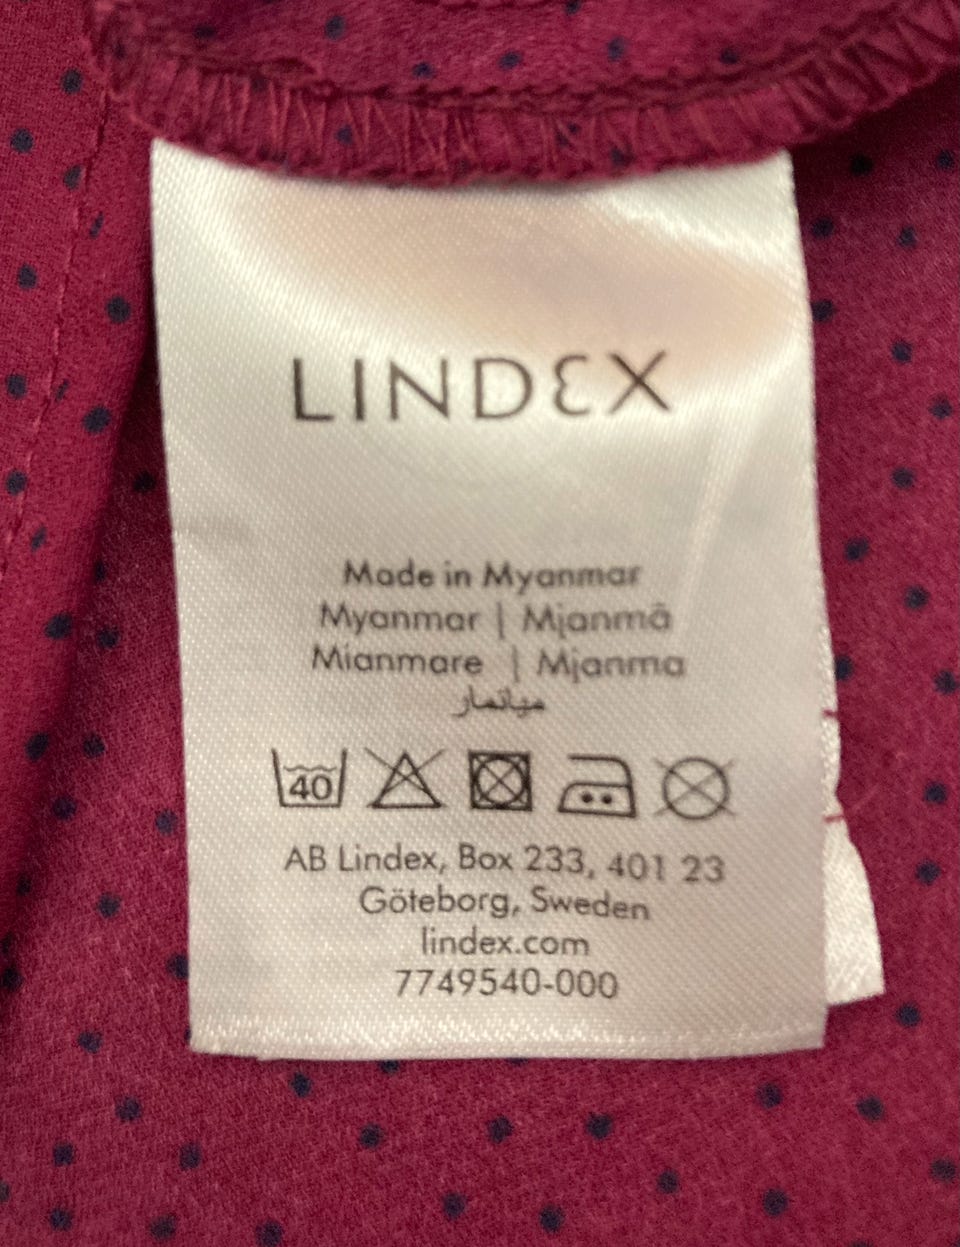 LINDEX
Made in Myanmar
Myanmar | Mjanmā
Mianmare | Mjanma
ميانمار
40
AB Lindex, Box 233, 401 23
Göteborg, Sweden
lindex.com
7749540-000